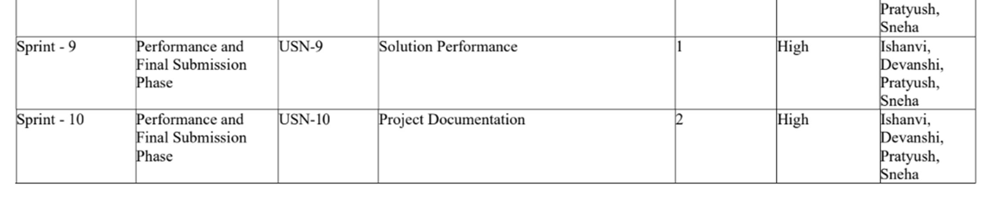 Pratyush,
Sneha
Sprint - 9 Performance and USN-9 Solution Performance 1 High Ishanvi,
Final Submission Devanshi,
Phase Pratyush,
Sneha
Sprint - 10 Performance and USN-10 Project Documentation 2 High Ishanvi,
Final Submission Devanshi,
Phase Pratyush,
Sneha